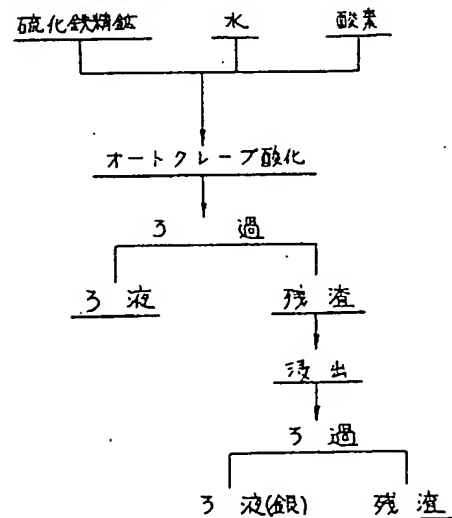 硫化鉄精鉱 水 酸素
オートクレーブ酸化
ろ 過
ろ 液 残 渣
浸 出
ろ 過
ろ 液(銀) 残 渣